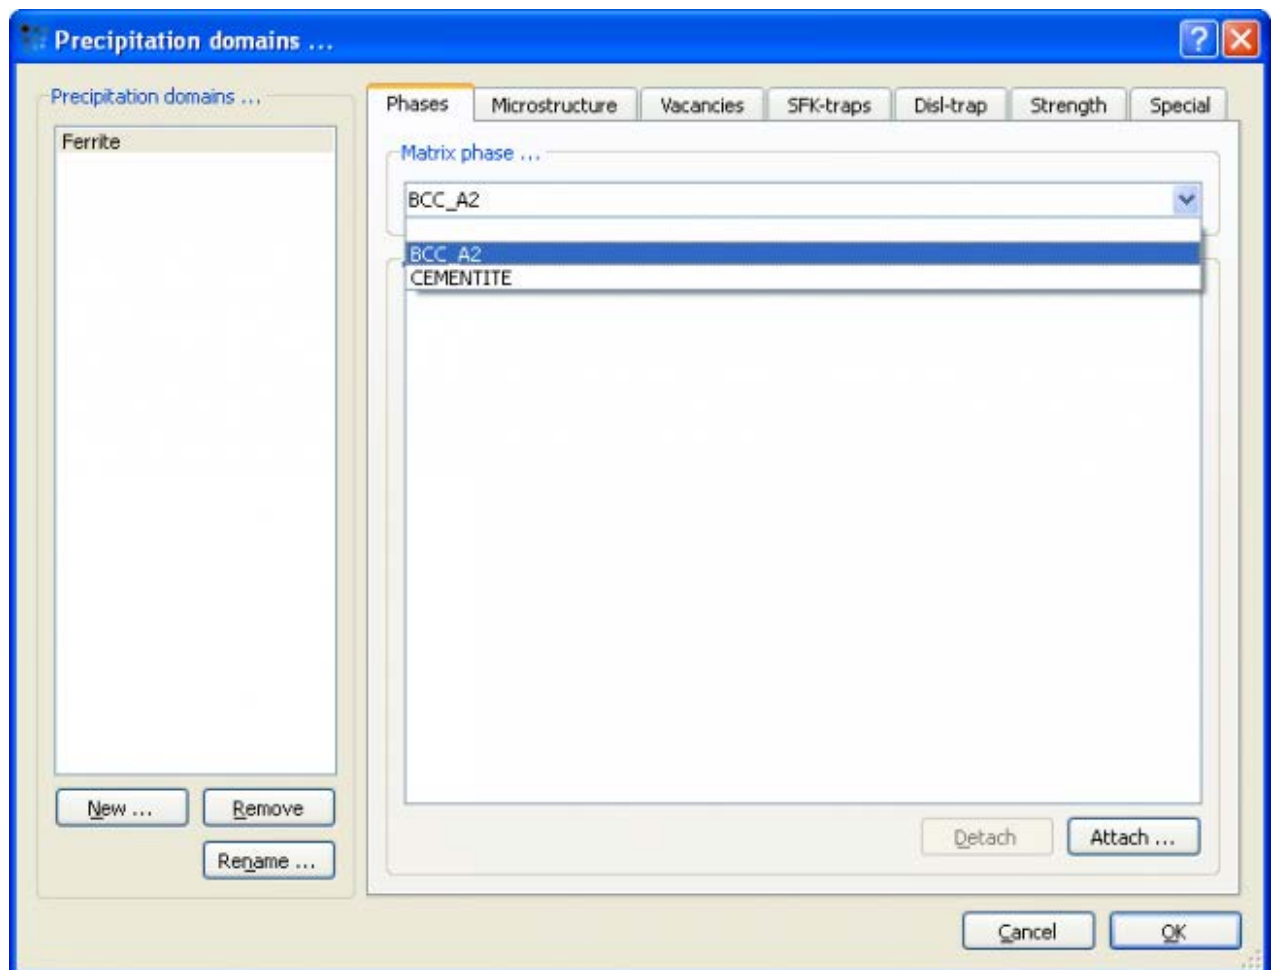 Precipitation domains ...
Precipitation domains ...
Ferrite
New ...
Remove
Rename ...
Phases
Microstructure
Vacancies
SFK-traps
Disl-trap
Strength
Special
Matrix phase ...
BCC_A2
BCC_A2
CEMENTITE
Detach
Attach ...
Cancel
OK